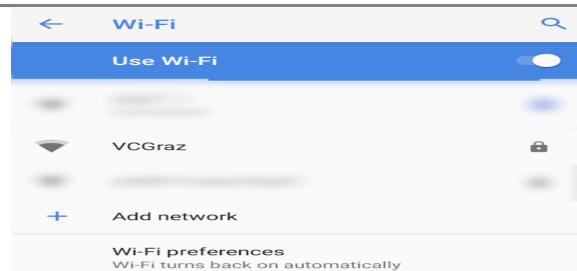 Wi-Fi
Use Wi-Fi
VCGraz
Add network
Wi-Fi preferences
Wi-Fi turns back on automatically